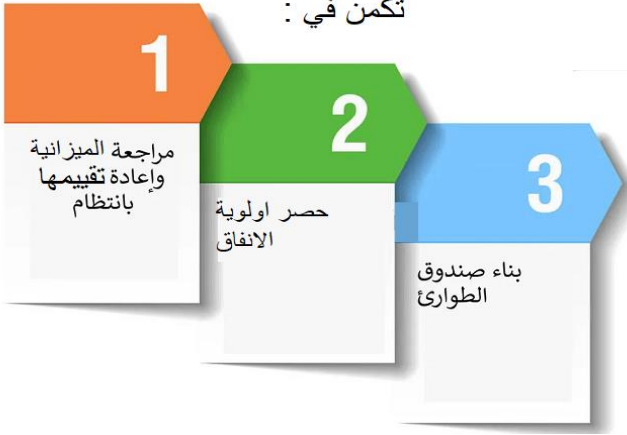 تكمن في :
1
مراجعة الميزانية
وإعادة تقييمها
بانتظام
2
حصر اولوية
الانفاق
3
بناء صندوق
الطوارئ